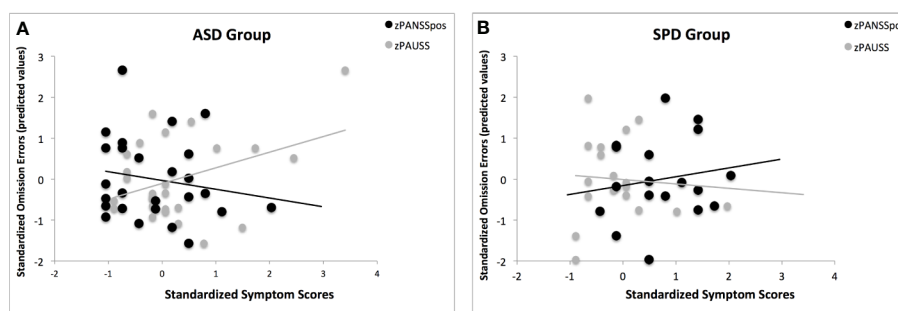 A
ASD Group
zPANSSpos
zPAUSS
Standardized Omission Errors (predicted values)
3
2
1
0
-1
-2
-2
-1
0
1
2
3
4
Standardized Symptom Scores
B
SPD Group
zPANSSpos
zPAUSS
Standardized Omission Errors (predicted values)
3
2
1
0
-1
-2
-2
-1
0
1
2
3
4
Standardized Symptom Scores